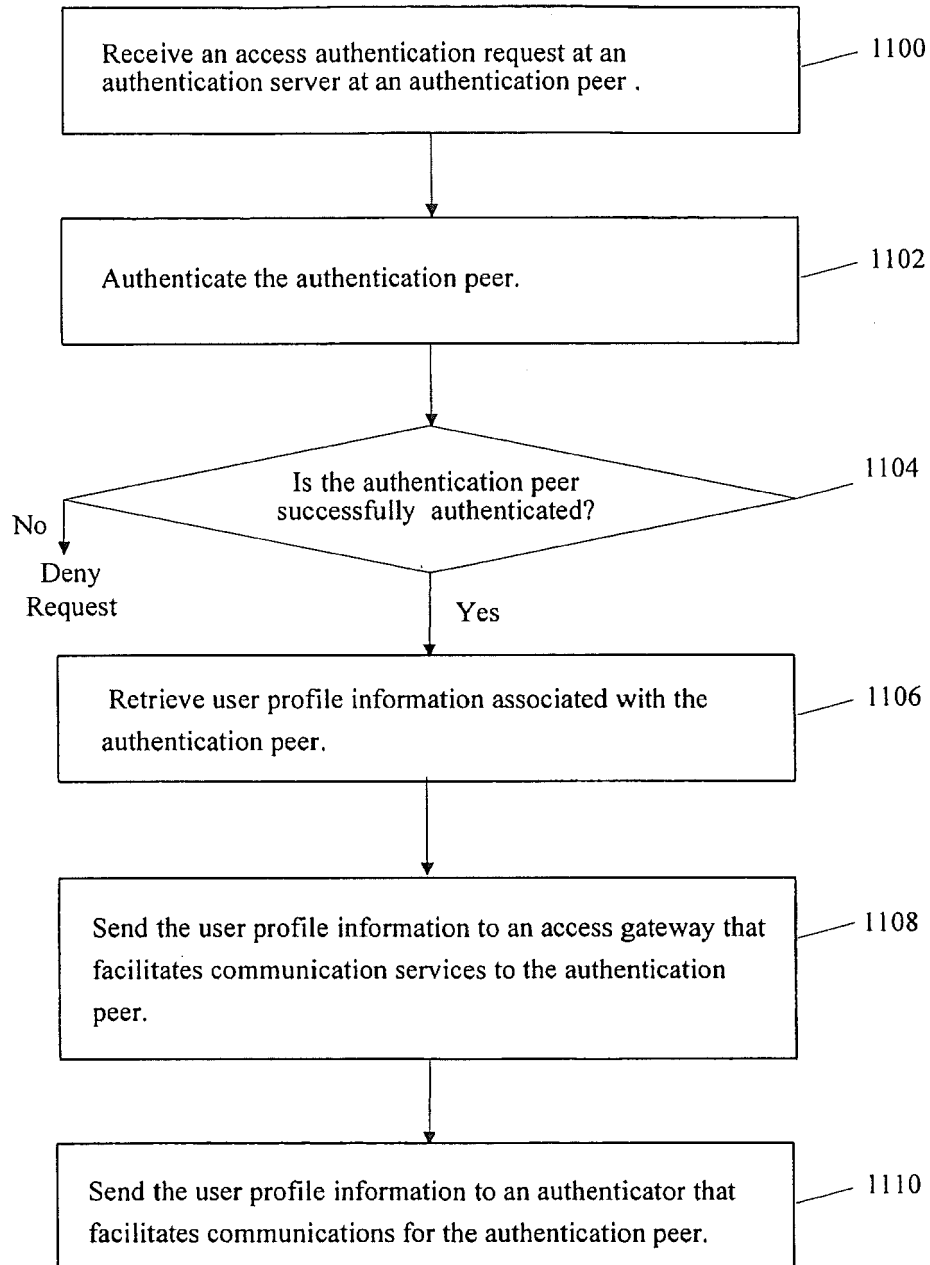 Receive an access authentication request at an
authentication server at an authentication peer .
1100
Authenticate the authentication peer.
1102
Is the authentication peer
successfully authenticated?
1104
No
Deny
Request
Yes
Retrieve user profile information associated with the
authentication peer.
1106
Send the user profile information to an access gateway that
facilitates communication services to the authentication
peer.
1108
Send the user profile information to an authenticator that
facilitates communications for the authentication peer.
1110